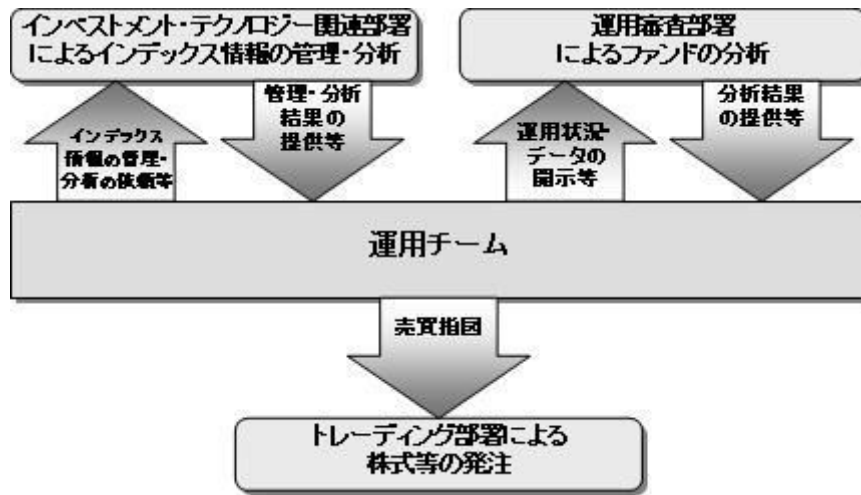 インベストメント・テクノロジー関連部署
によるインデックス情報の管理・分析
運用審査部署
によるファンドの分析
インデックス
情報の管理・
分析の依頼等
管理・分析
結果の
提供等
運用状況・
データの
開示等
分析結果
の提供等
運用チーム
売買指図
トレーディング部署による
株式等の発注